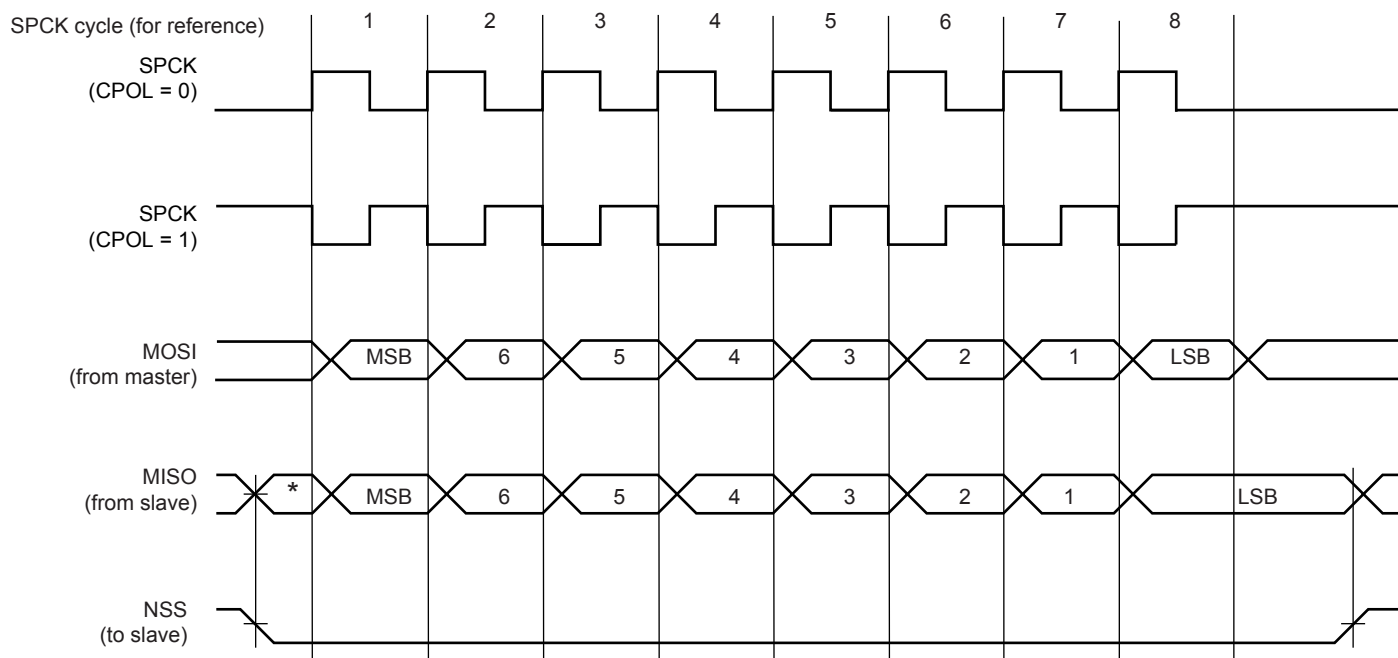 SPCK cycle (for reference) 1 2 3 4 5 6 7 8
SPCK
(CPOL = 0)
SPCK
(CPOL = 1)
MOSI
(from master)
MSB 6 5 4 3 2 1 LSB
MISO
(from slave)
* MSB 6 5 4 3 2 1 LSB
NSS
(to slave)